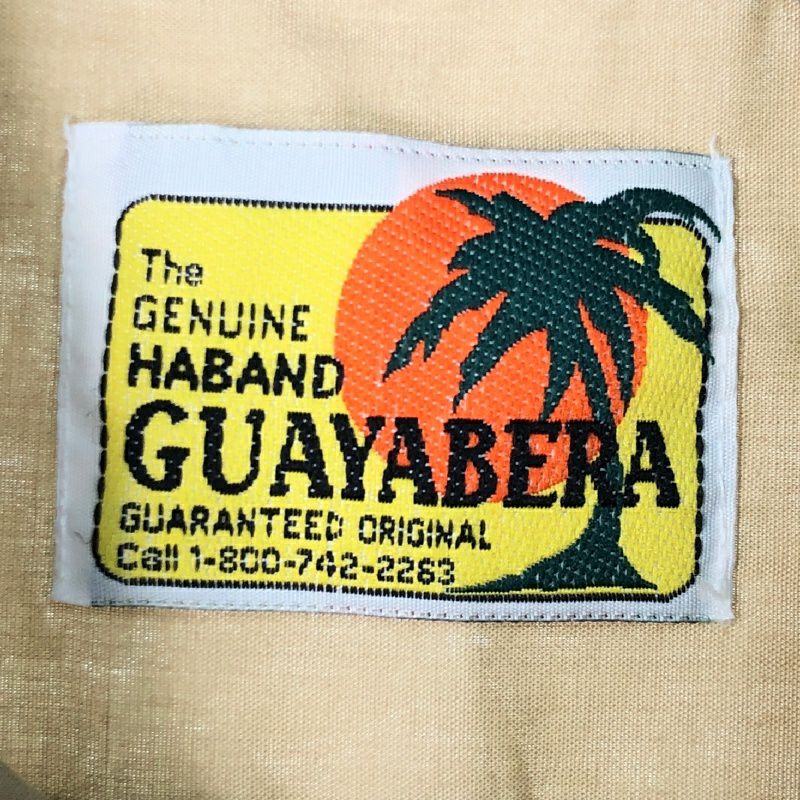 The
GENUINE
HABAND
GUAYABERA
GUARANTEED ORIGINAL
Call 1-800-742-2263